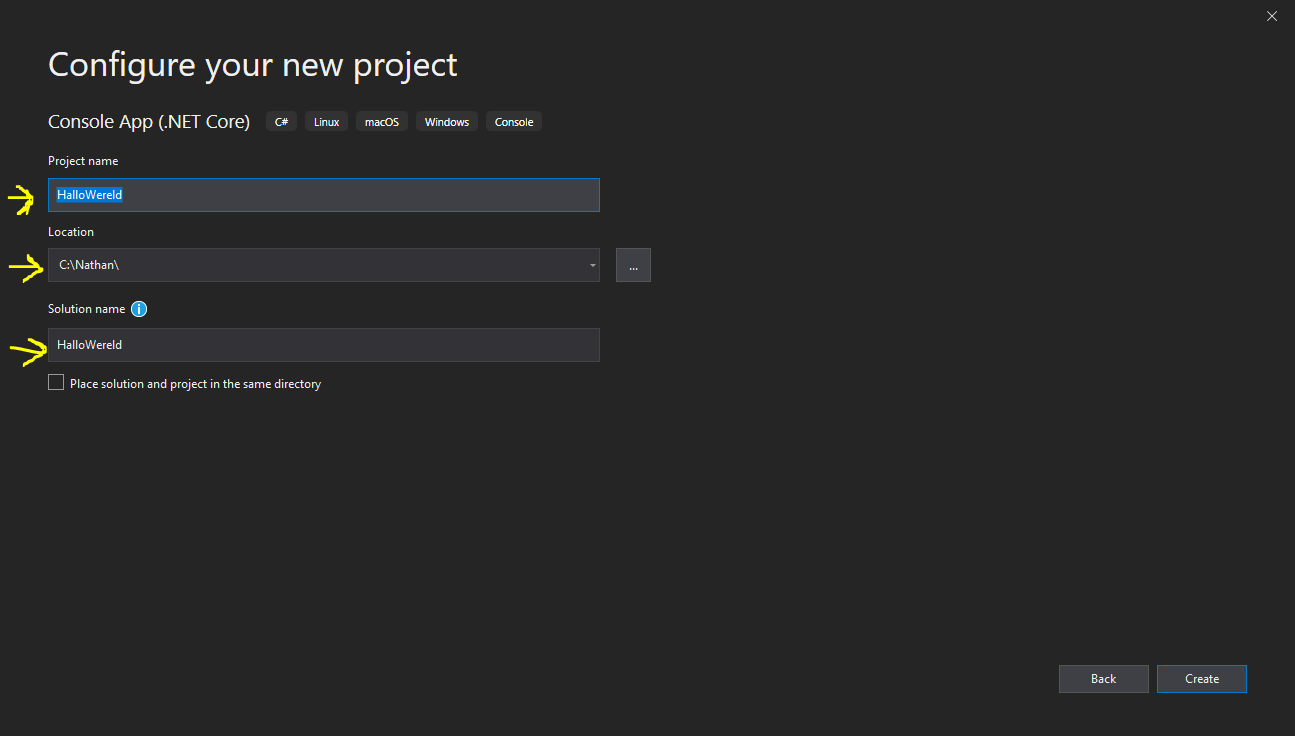 Configure your new project
Console App (.NET Core) C# Linux macOS Windows Console
Project name
HalloWereld
Location
C:\Nathan\
...
Solution name
HalloWereld
Place solution and project in the same directory
Back Create